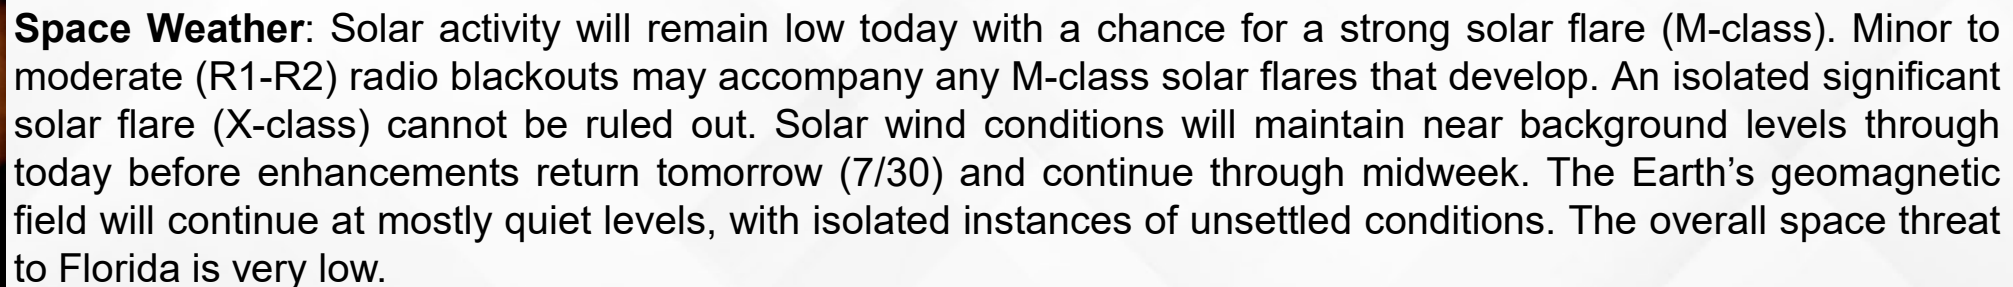 Space Weather: Solar activity will remain low today with a chance for a strong solar flare (M-class). Minor to
moderate (R1-R2) radio blackouts may accompany any M-class solar flares that develop. An isolated significant
solar flare (X-class) cannot be ruled out. Solar wind conditions will maintain near background levels through
today before enhancements return tomorrow (7/30) and continue through midweek. The Earth’s geomagnetic
field will continue at mostly quiet levels, with isolated instances of unsettled conditions. The overall space threat
to Florida is very low.